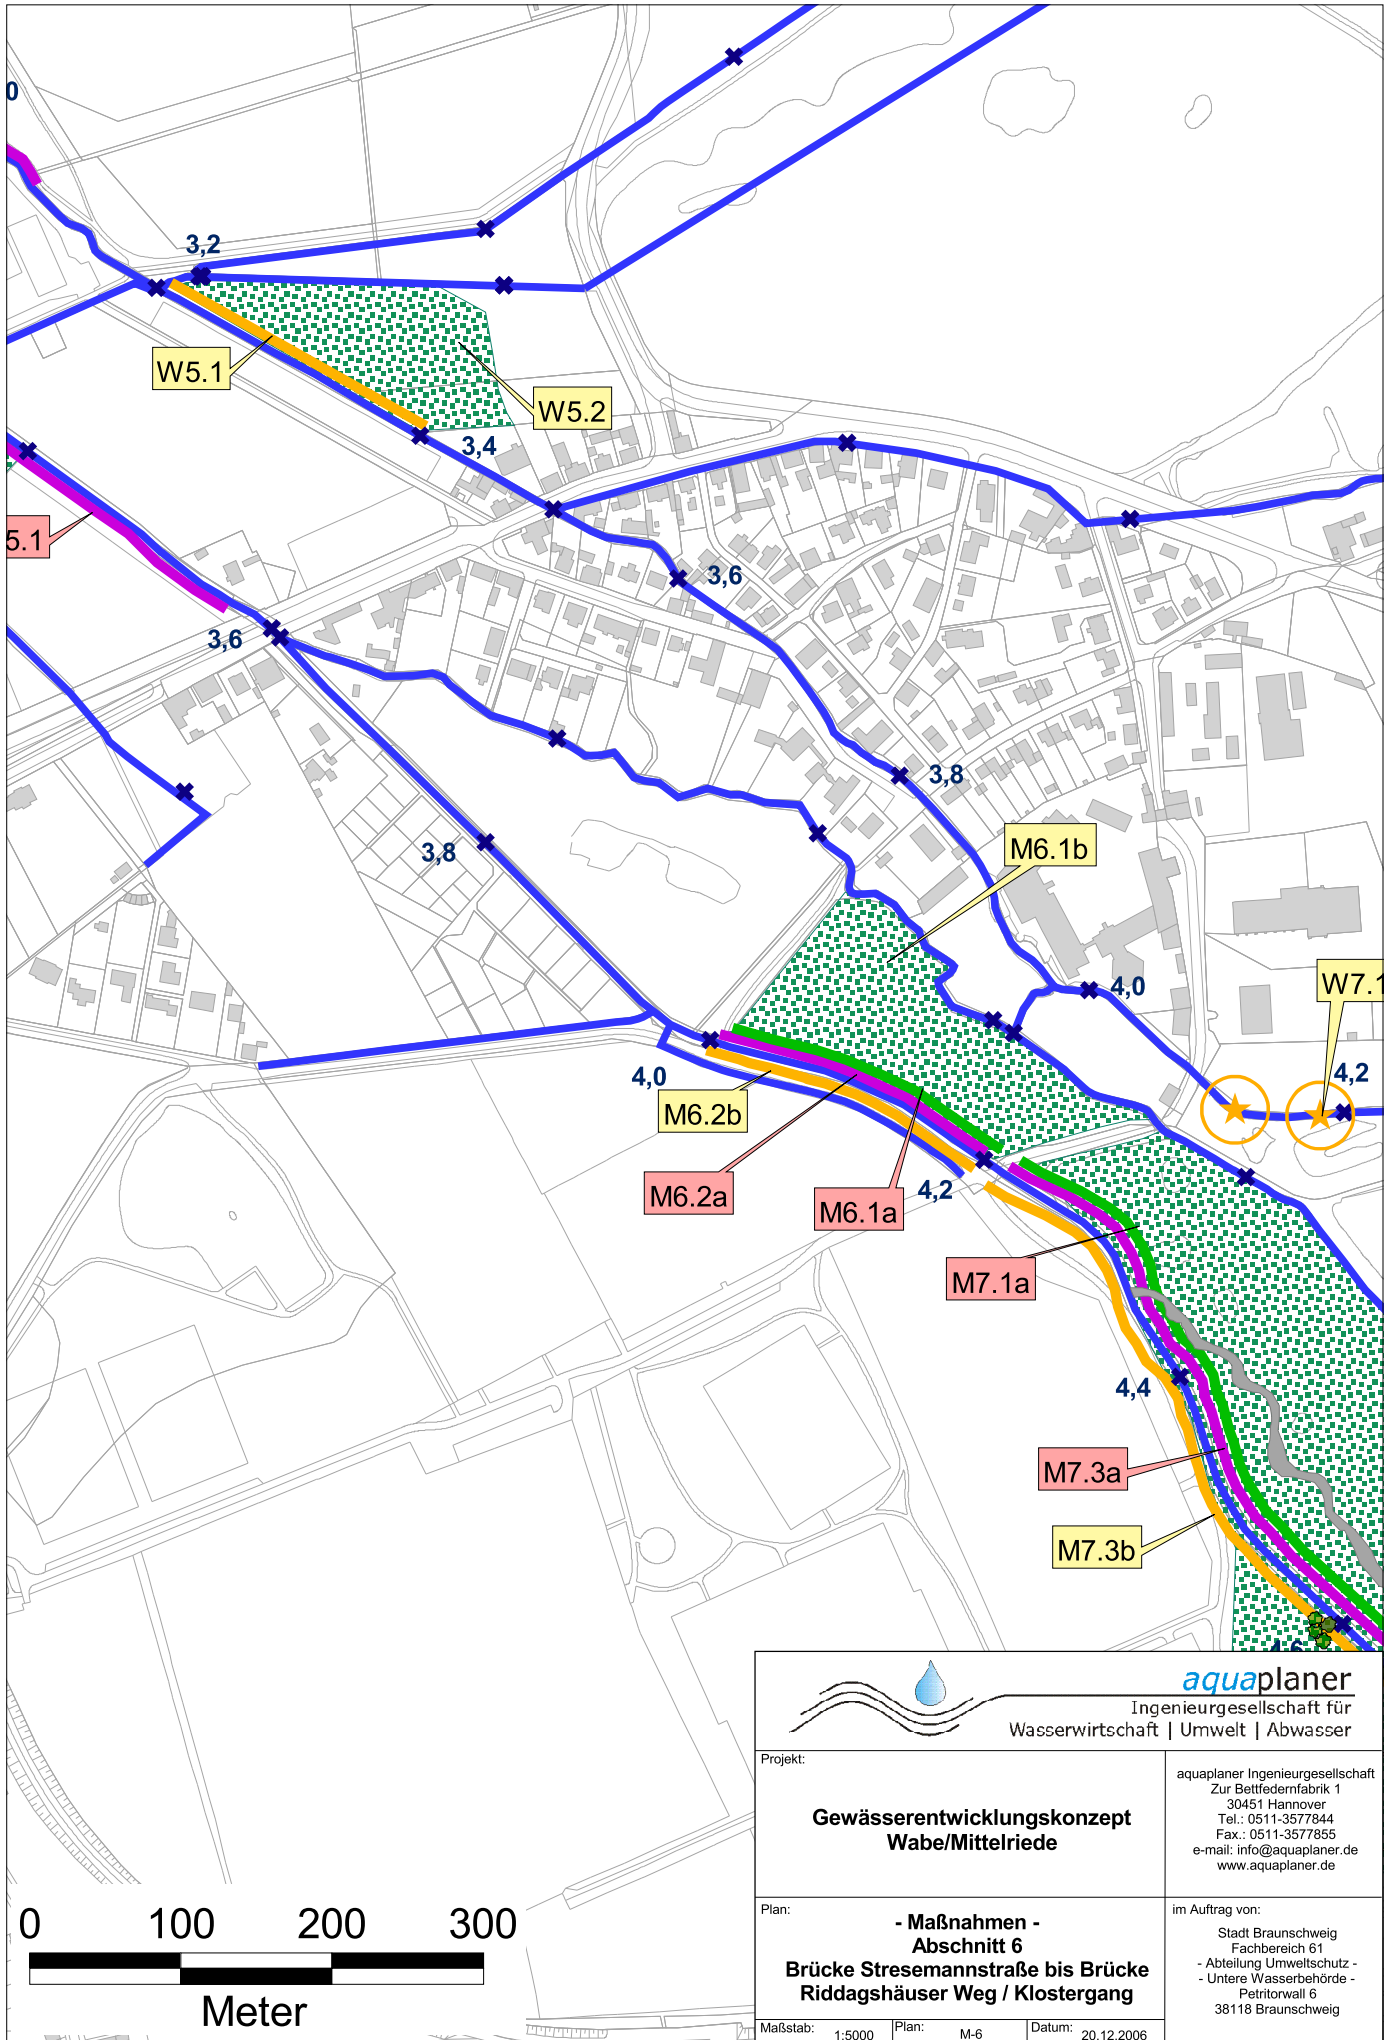 0
3,2
W5.1
W5.2
3,4
5.1
3,6
3,6
3,8
3,8
M6.1b
W7.1
4,0
4,2
4,0
M6.2b
M6.2a
M6.1a
4,2
M7.1a
4,4
M7.3a
M7.3b
4,6
aquaplaner
Ingenieurgesellschaft für
Wasserwirtschaft | Umwelt | Abwasser
Projekt:
Gewässerentwicklungskonzept
Wabe/Mittelriede
aquaplaner Ingenieurgesellschaft
Zur Bettfedernfabrik 1
30451 Hannover
Tel.: 0511-3577844
Fax.: 0511-3577855
e-mail: info@aquaplaner.de
www.aquaplaner.de
Plan:
- Maßnahmen -
Abschnitt 6
Brücke Stresemannstraße bis Brücke
Riddagshäuser Weg / Klostergang
im Auftrag von:
Stadt Braunschweig
Fachbereich 61
- Abteilung Umweltschutz -
- Untere Wasserbehörde -
Petritorwall 6
38118 Braunschweig
Maßstab: 1:5000 Plan: M-6 Datum: 20.12.2006
0 100 200 300
Meter